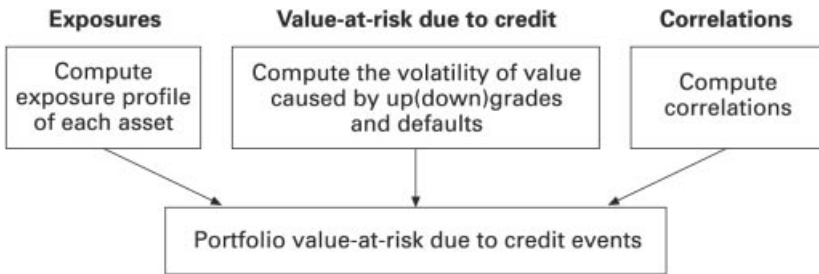 Exposures
Value-at-risk due to credit
Correlations
Compute
exposure profile
of each asset
Compute the volatility of value
caused by up(down)grades
and defaults
Compute
correlations
Portfolio value-at-risk due to credit events